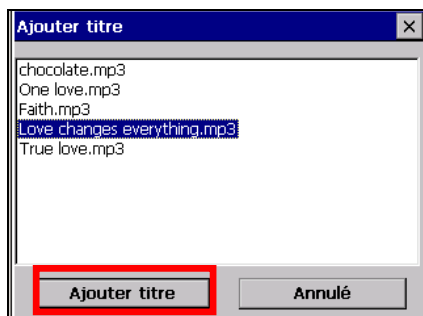 Ajouter titre
chocolate.mp3
One love.mp3
Faith.mp3
Love changes everything.mp3
True love.mp3
Ajouter titre Annulé